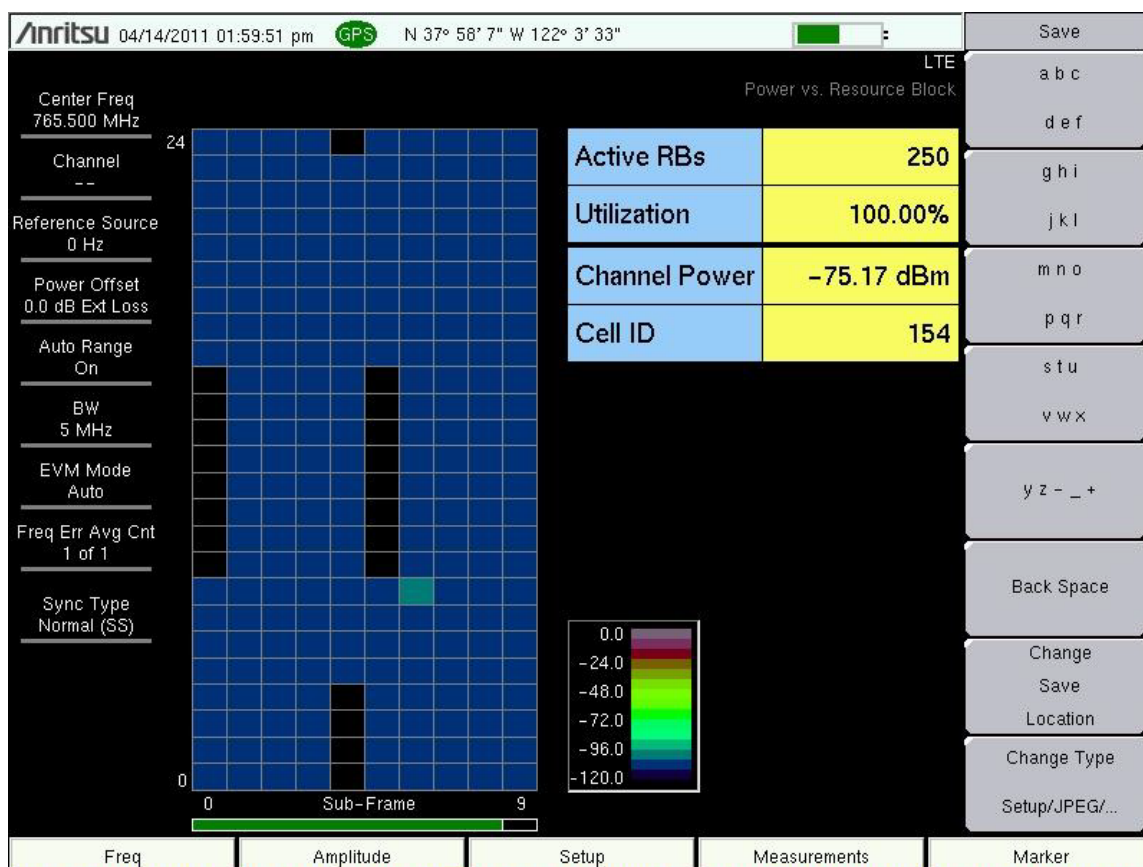 Anritsu 04/14/2011 01:59:51 pm GPS N 37° 58' 7" W 122° 3' 33"
Save
LTE
Power vs. Resource Block
Center Freq
765.500 MHz
Channel
--
Reference Source
0 Hz
Power Offset
0.0 dB Ext Loss
Auto Range
On
BW
5 MHz
EVM Mode
Auto
Freq Err Avg Cnt
1 of 1
Sync Type
Normal (SS)
24
0
0 Sub-Frame 9
Active RBs 250
Utilization 100.00%
Channel Power -75.17 dBm
Cell ID 154
0.0
-24.0
-48.0
-72.0
-96.0
-120.0
a b c
d e f
g h i
j k l
m n o
p q r
s t u
v w x
y z - _ +
Back Space
Change
Save
Location
Change Type
Setup/JPEG/...
Freq Amplitude Setup Measurements Marker